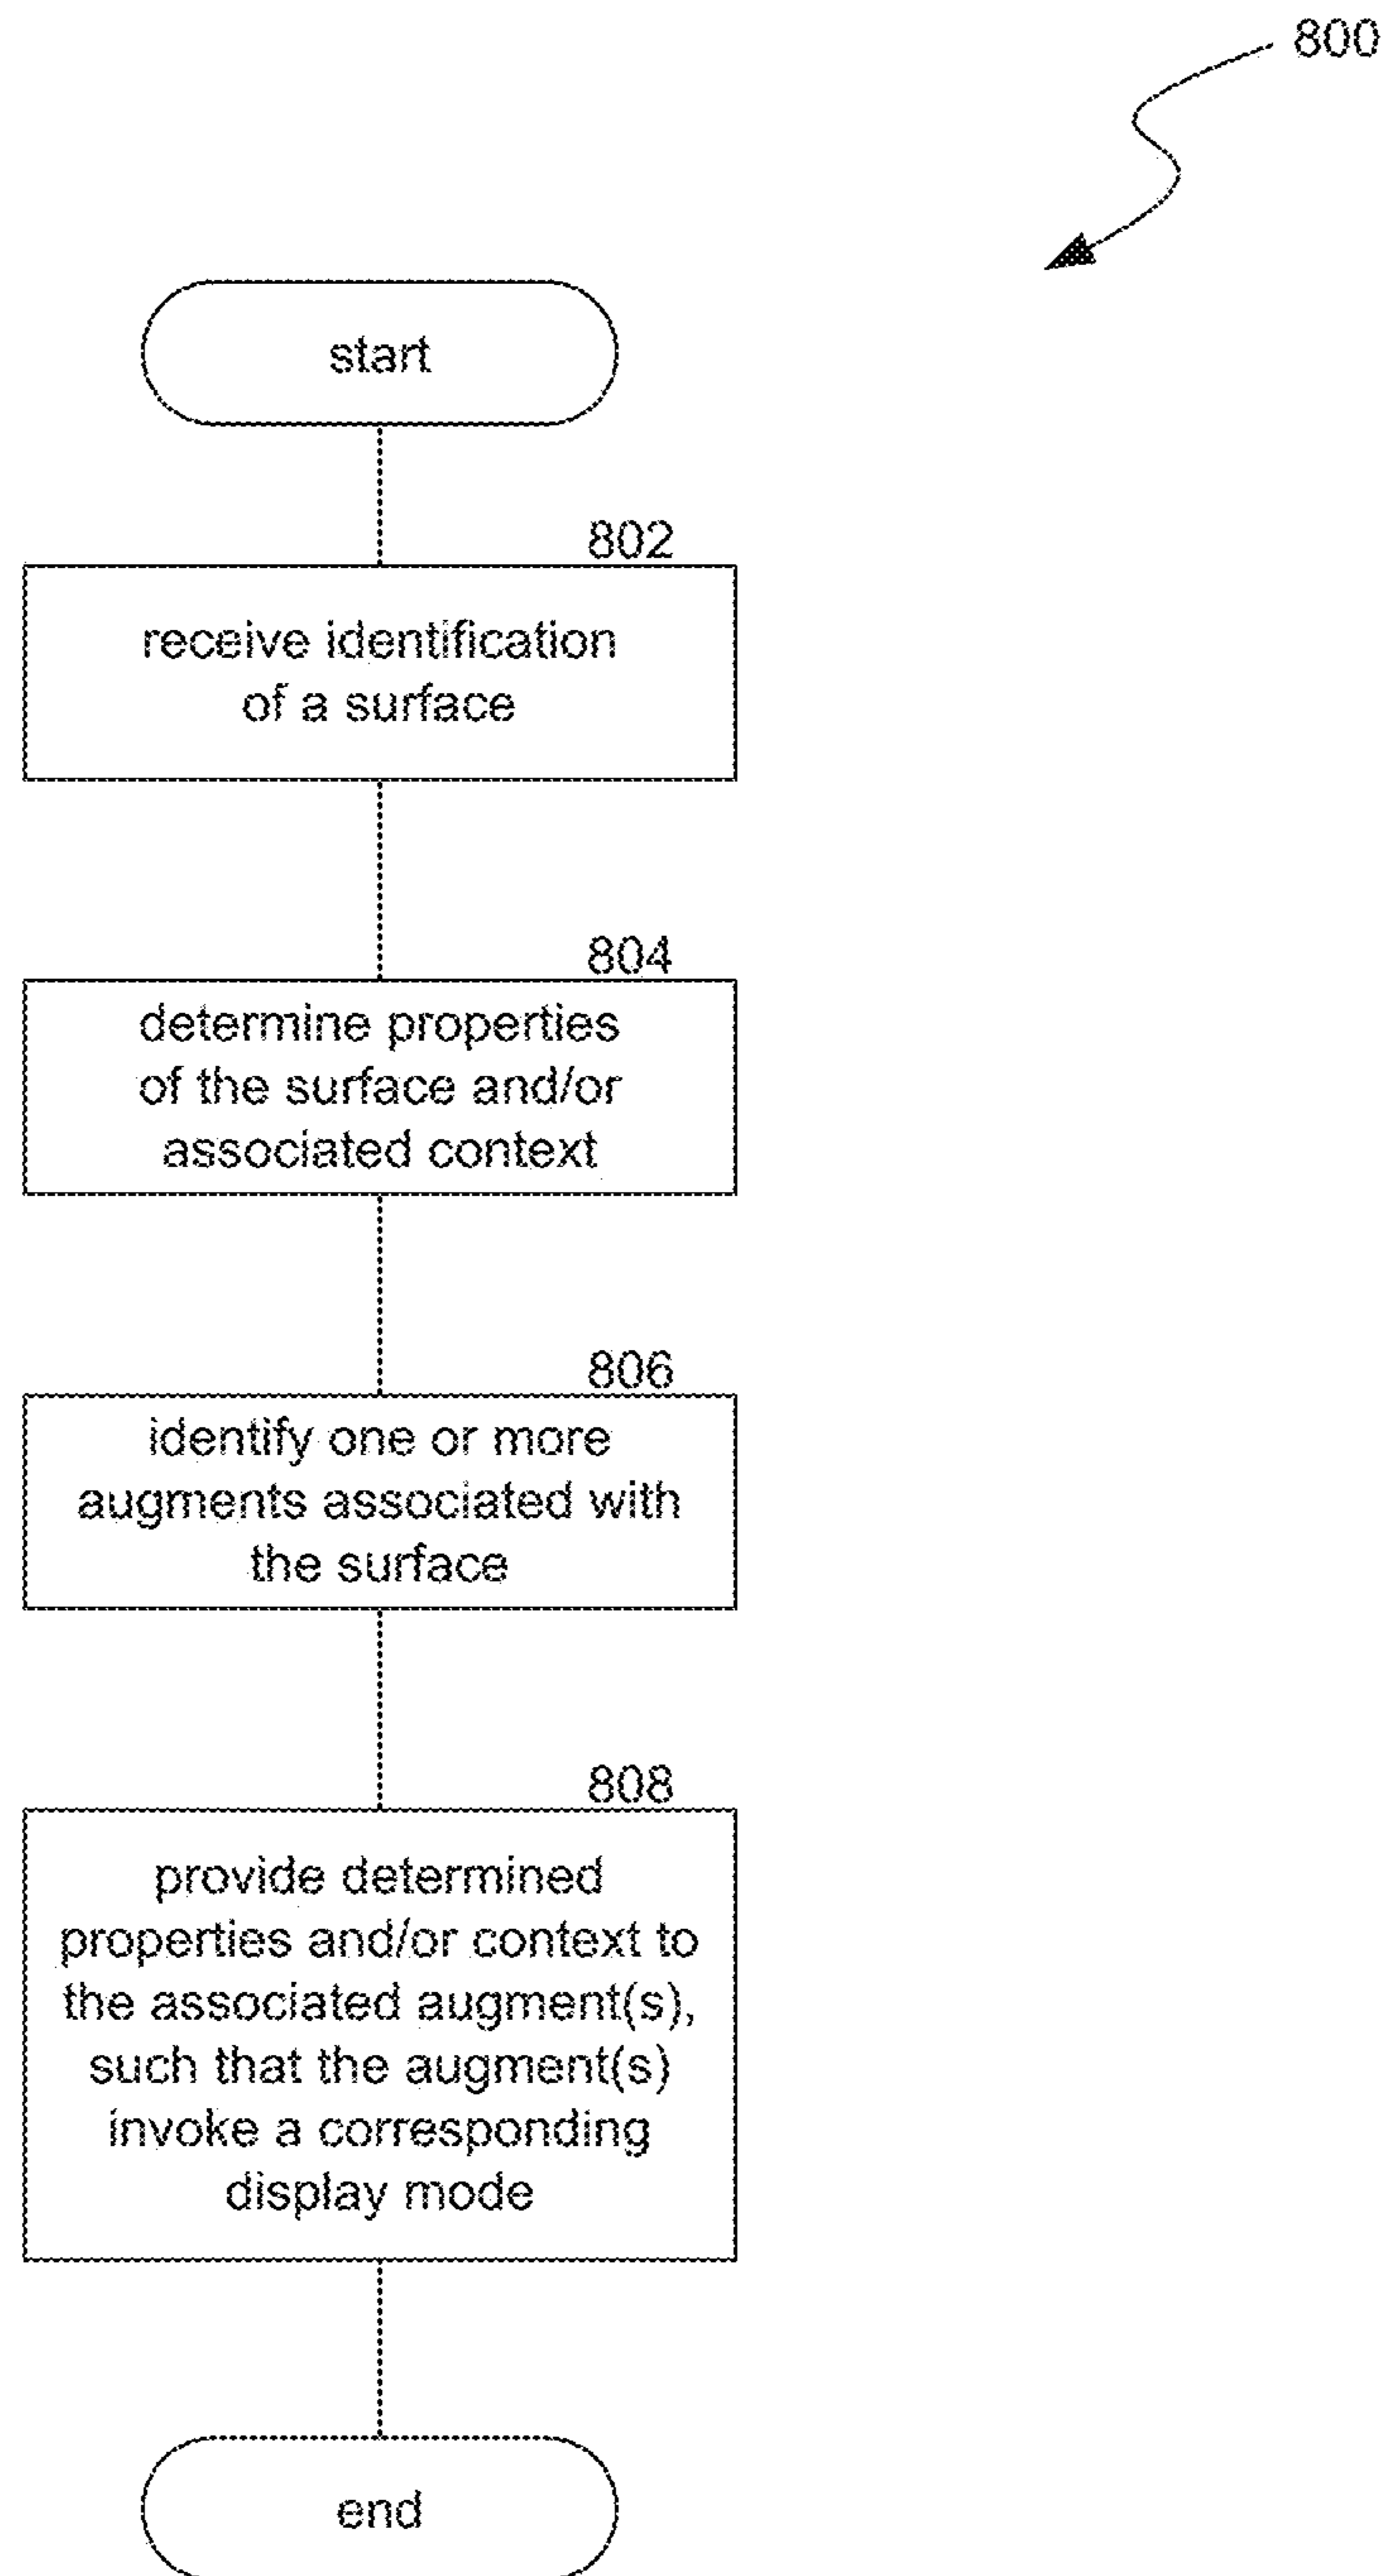 800
start
802
receive identification
of a surface
804
determine properties
of the surface and/or
associated context
806
identify one or more
augments associated with
the surface
808
provide determined
properties and/or context to
the associated augment(s),
such that the augment(s)
invoke a corresponding
display mode
end